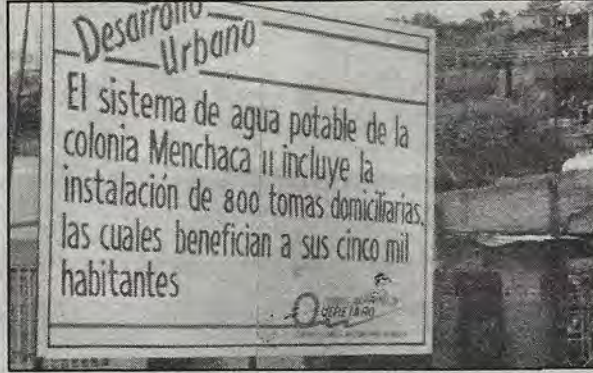 Desarrollo
Urbano
El sistema de agua potable de la
colonia Menchaca II incluye la
instalación de 800 tomas domiciliarias,
las cuales benefician a sus cinco mil
habitantes
QUERETARO